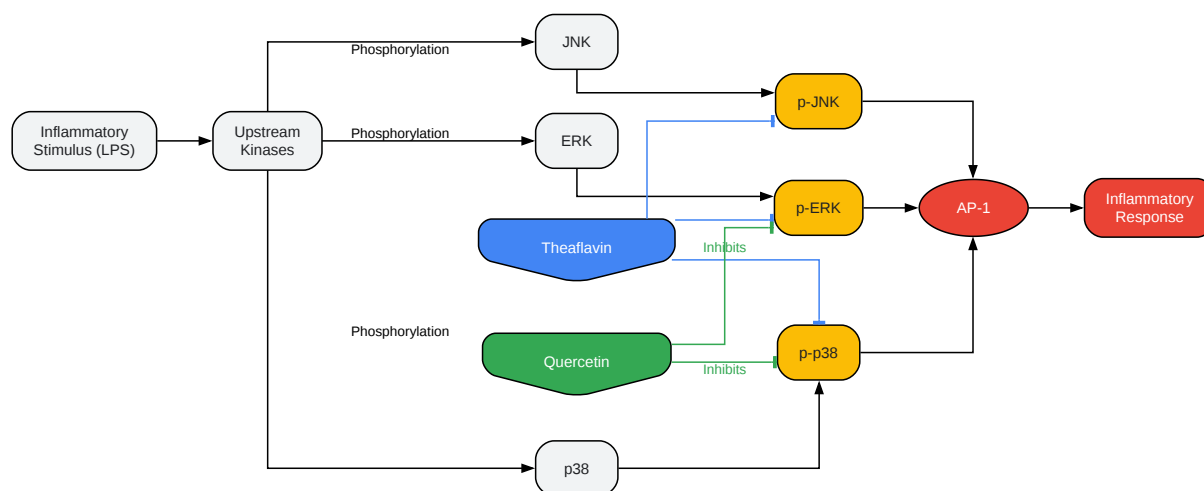 JNK
Phosphorylation
p-JNK
Inflammatory
Stimulus (LPS)
Upstream
Kinases
Phosphorylation
ERK
p-ERK
AP-1
Inflammatory
Response
Theaflavin
Inhibits
Phosphorylation
Quercetin
Inhibits
p-p38
p38